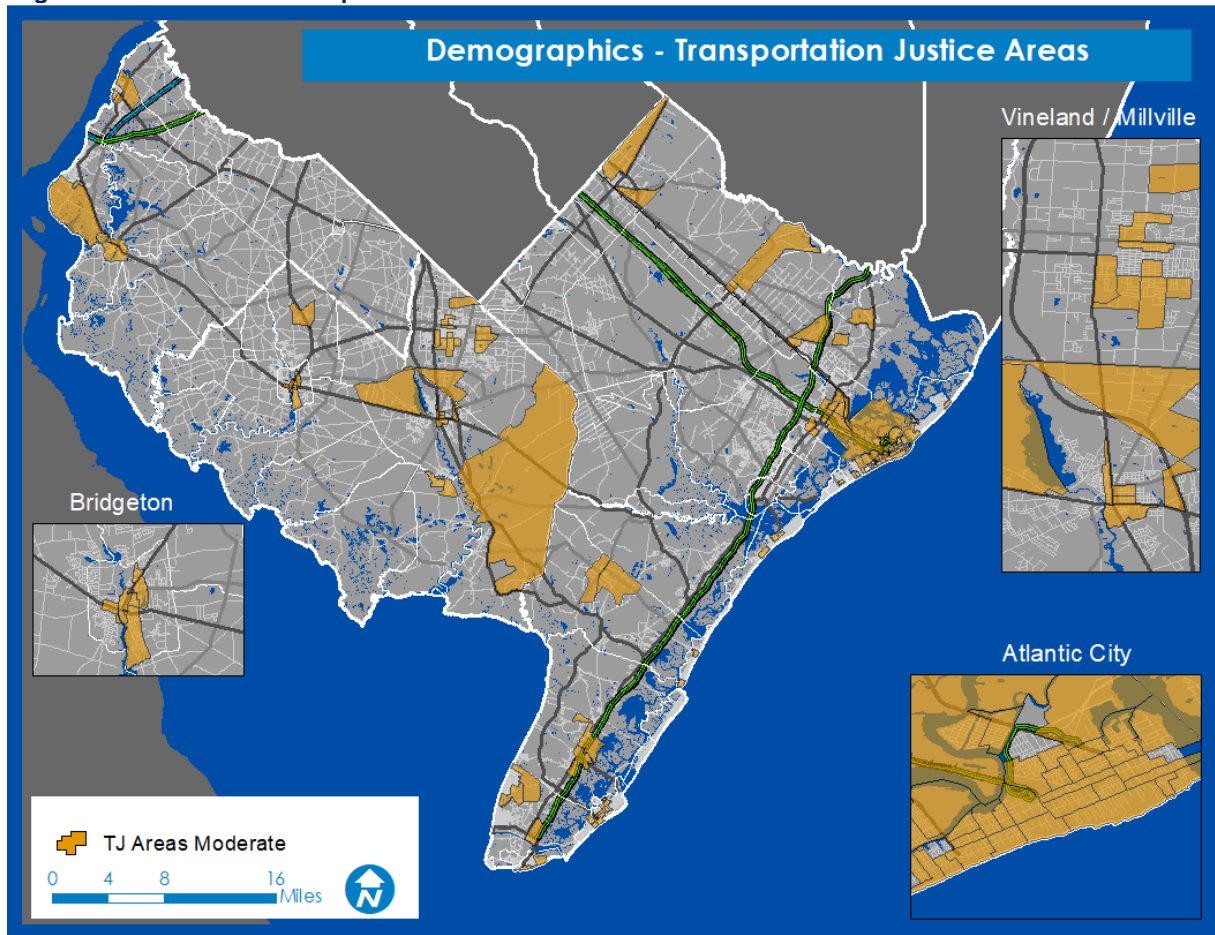 Demographics - Transportation Justice Areas
Vineland / Millville
Bridgeton
Atlantic City
TJ Areas Moderate
0 4 8 16
Miles
N